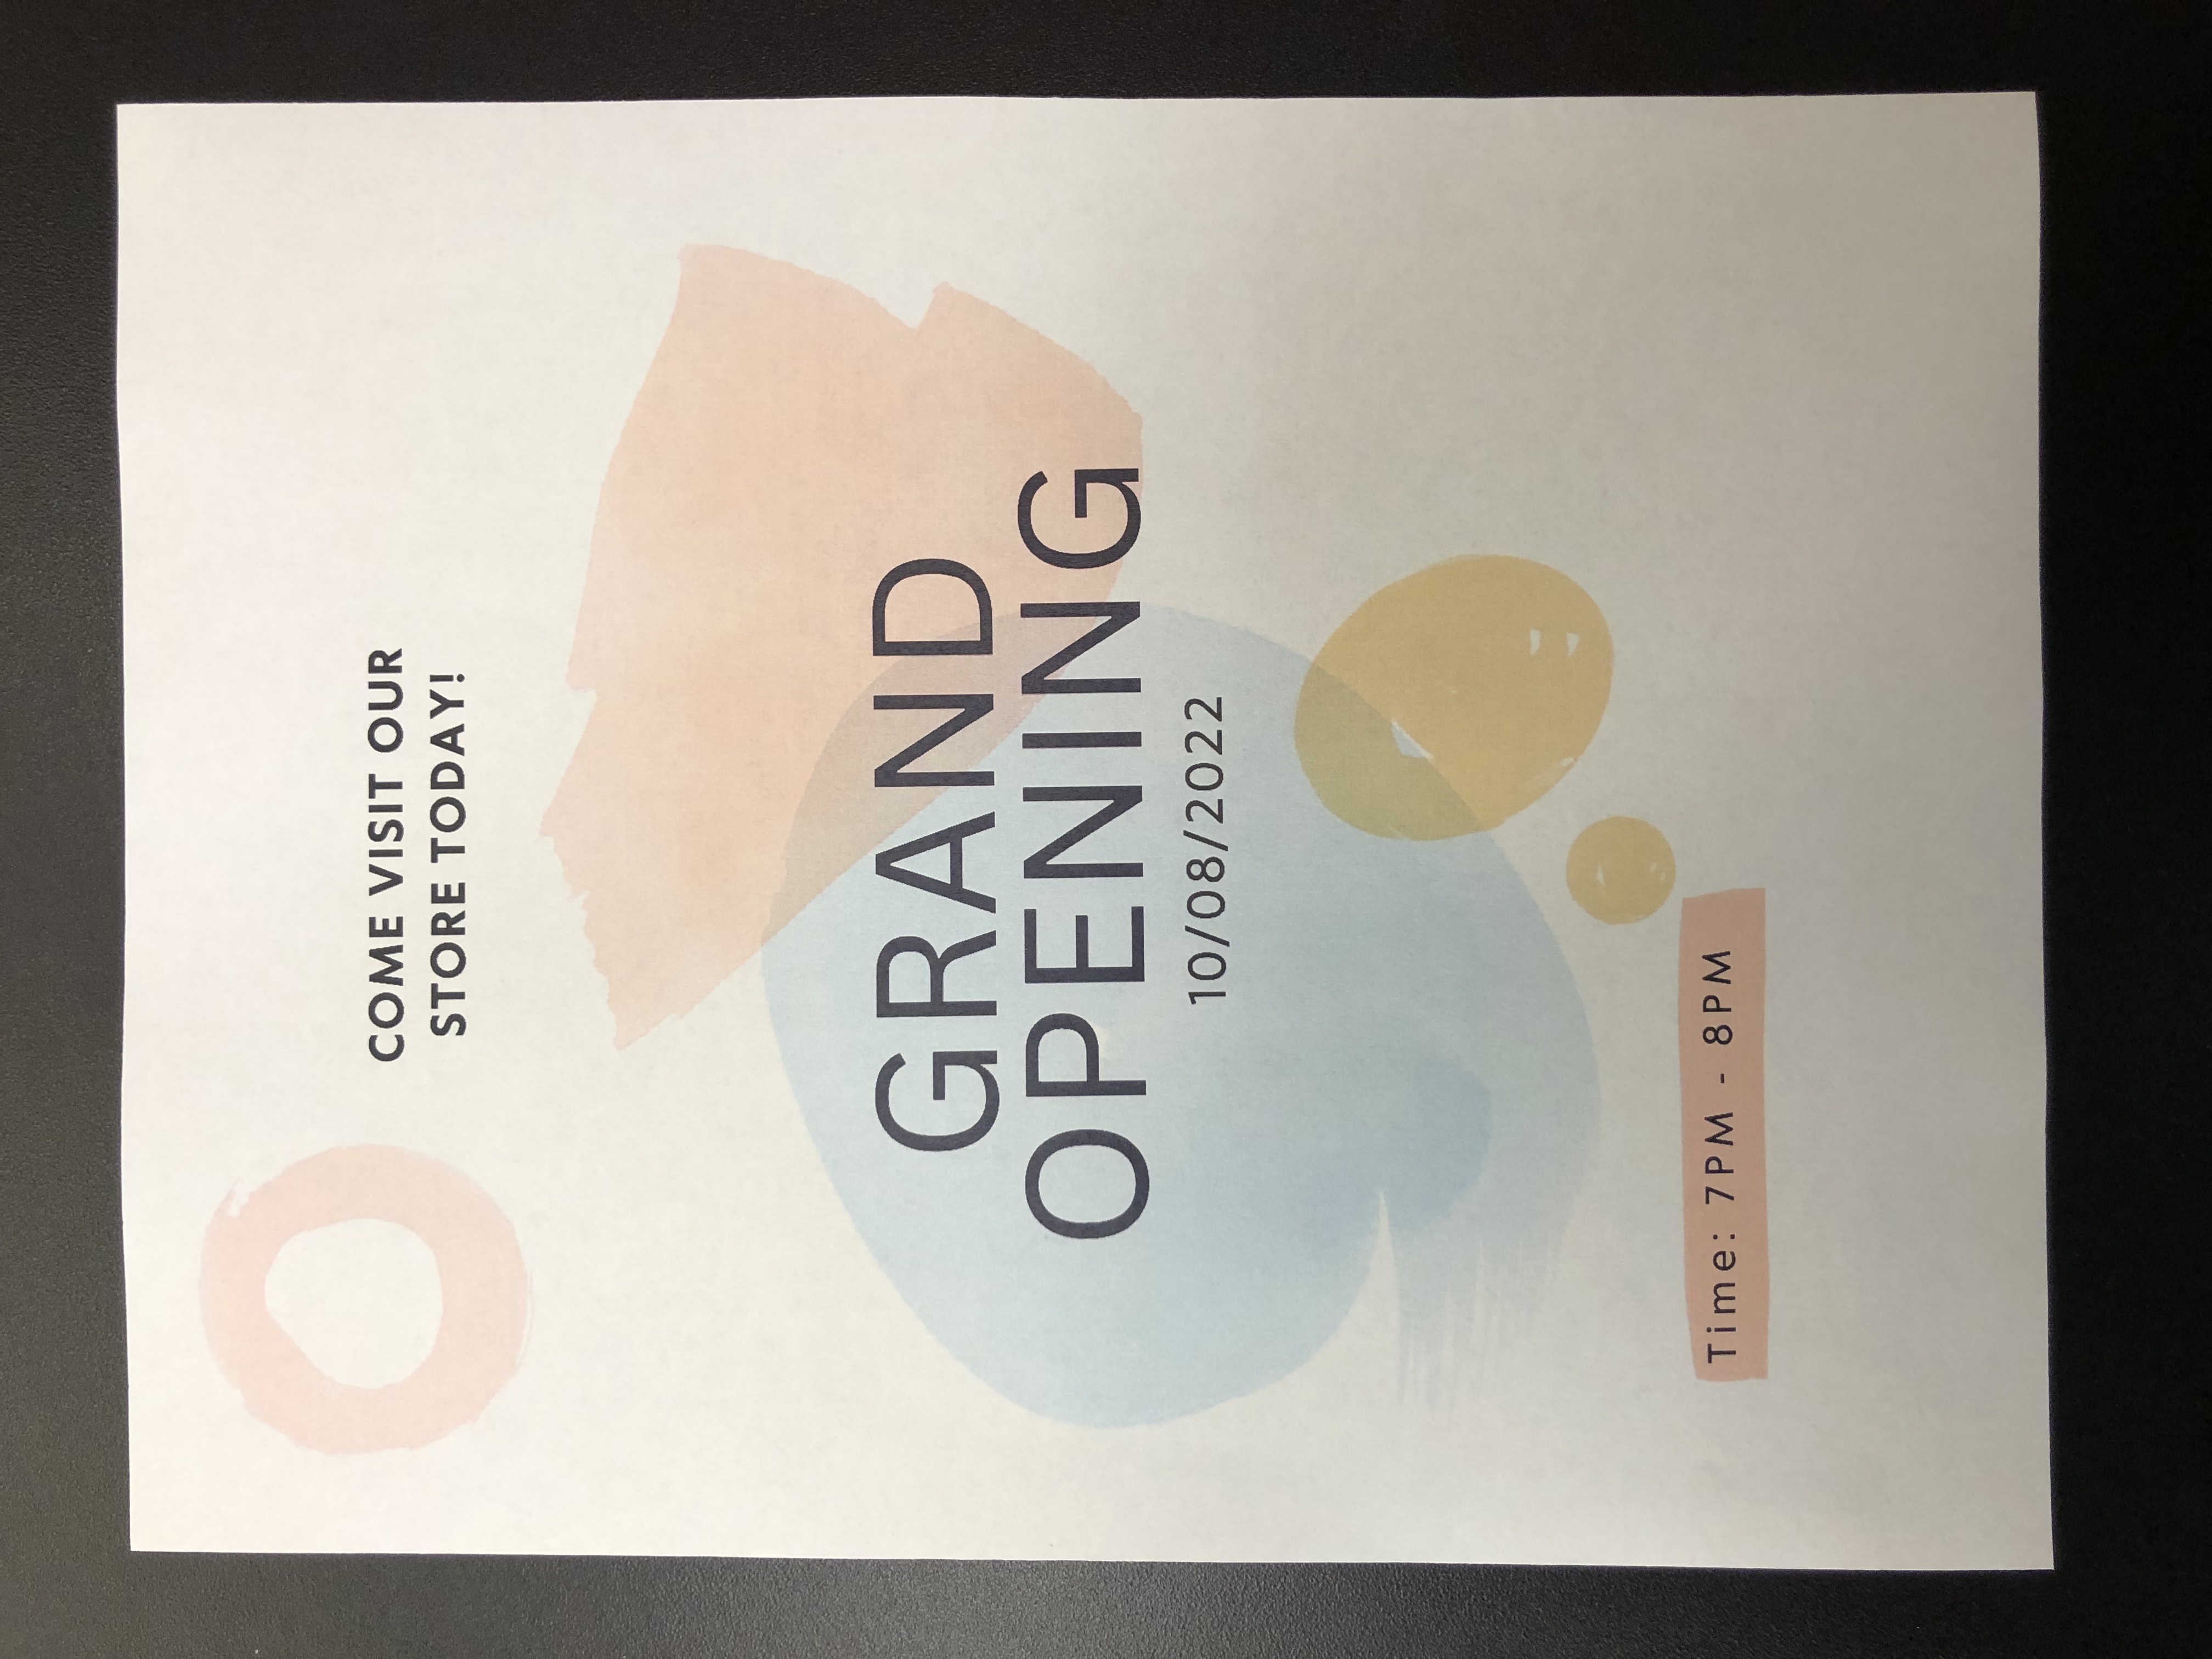 COME VISIT OUR
STORE TODAY!
GRAND
OPENING
10/08/2022
Time: 7PM - 8PM